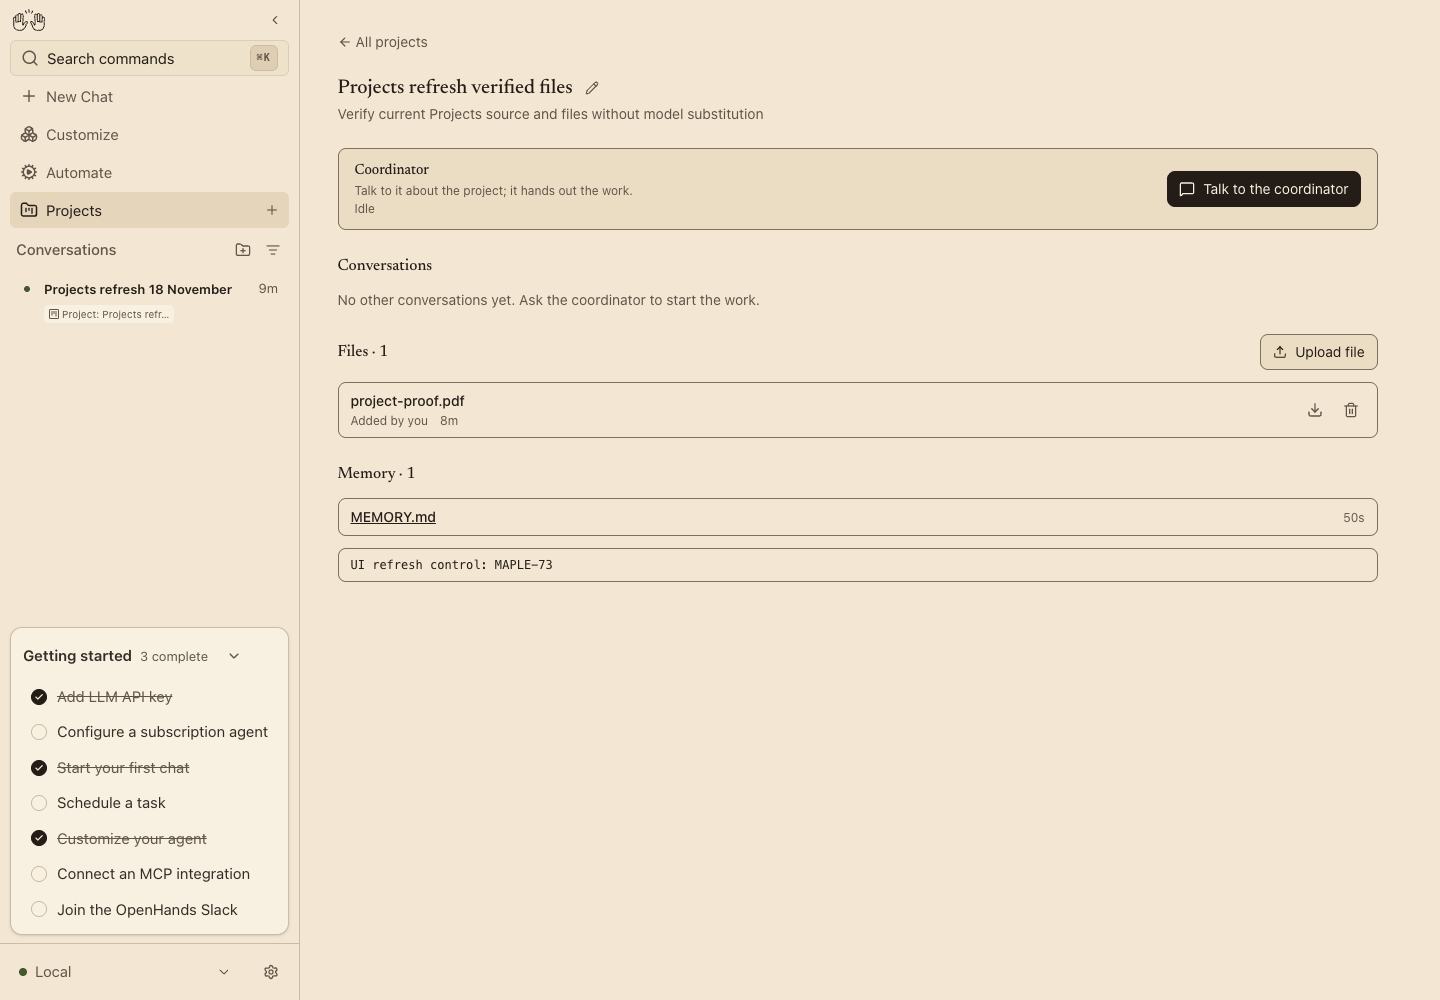 Search commands
⌘K
New Chat
Customize
Automate
Projects
Conversations
Projects refresh 18 November
9m
Project: Projects refr...
Getting started
3 complete
Add LLM API key
Configure a subscription agent
Start your first chat
Schedule a task
Customize your agent
Connect an MCP integration
Join the OpenHands Slack
Local
All projects
Projects refresh verified files
Verify current Projects source and files without model substitution
Coordinator
Talk to it about the project; it hands out the work.
Idle
Talk to the coordinator
Conversations
No other conversations yet. Ask the coordinator to start the work.
Files · 1
Upload file
project-proof.pdf
Added by you 8m
Memory · 1
MEMORY.md
50s
UI refresh control: MAPLE-73